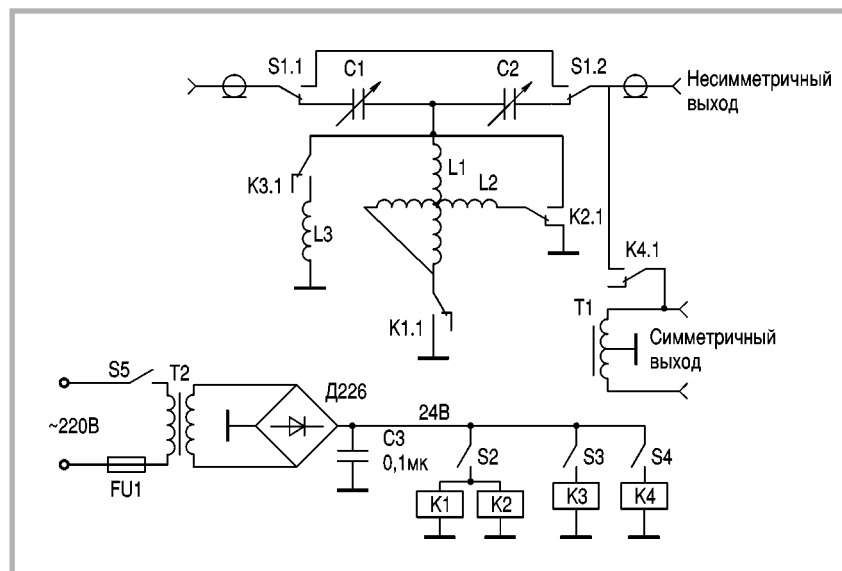 S1.1
C1
C2
S1.2
Несимметричный
выход
L1
L2
K3.1
K2.1
L3
K4.1
K1.1
T1
Симметричный
выход
S5
T2
Д226
24В
~220В
C3
0,1мк
S2
S3
S4
FU1
K1
K2
K3
K4